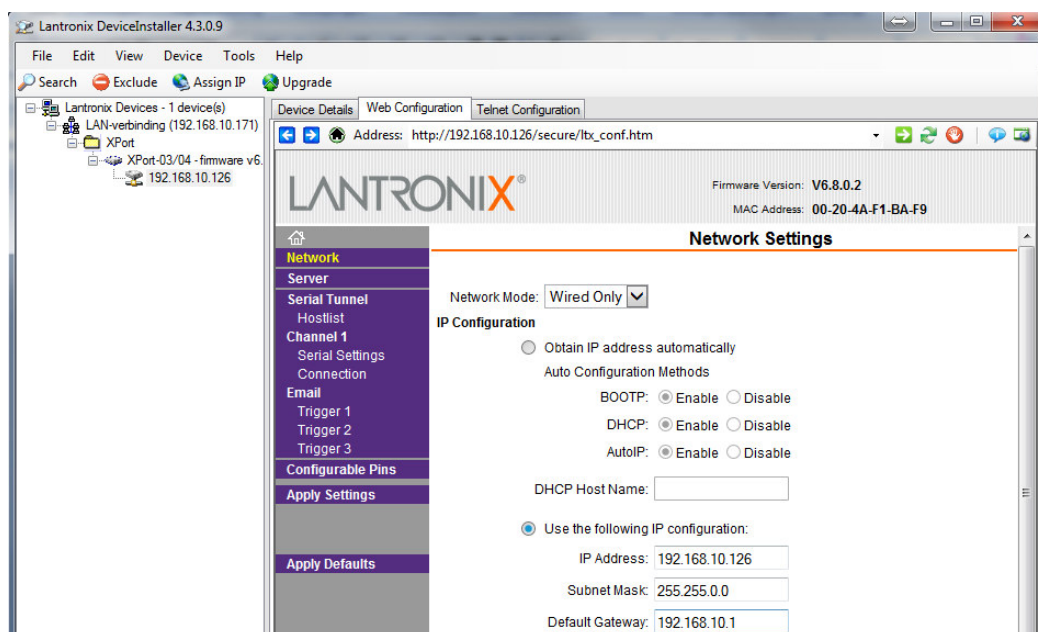 Lantronix DeviceInstaller 4.3.0.9
File Edit View Device Tools Help
Search Exclude Assign IP Upgrade
Lantronix Devices - 1 device(s)
LAN-verbinding (192.168.10.171)
XPort
XPort-03/04 - firmware v6.
192.168.10.126
Device Details Web Configuration Telnet Configuration
Address: http://192.168.10.126/secure/ltx_conf.htm
LANTRONIX®
Firmware Version: V6.8.0.2
MAC Address: 00-20-4A-F1-BA-F9
Network
Server
Serial Tunnel
Hostlist
Channel 1
Serial Settings
Connection
Email
Trigger 1
Trigger 2
Trigger 3
Configurable Pins
Apply Settings
Apply Defaults
Network Settings
Network Mode: Wired Only
IP Configuration
Obtain IP address automatically
Auto Configuration Methods
BOOTP: Enable Disable
DHCP: Enable Disable
AutoIP: Enable Disable
DHCP Host Name:
Use the following IP configuration:
IP Address: 192.168.10.126
Subnet Mask: 255.255.0.0
Default Gateway: 192.168.10.1